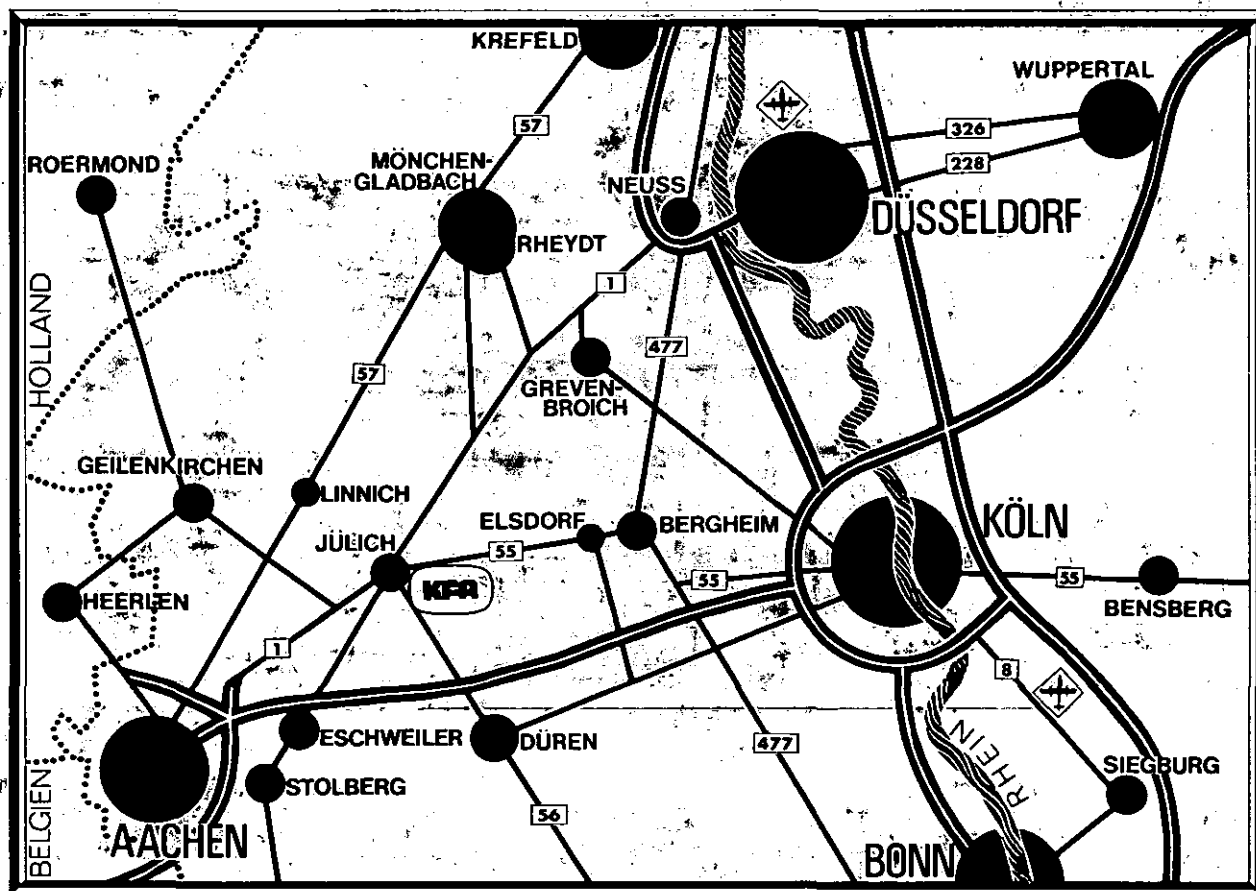 KREFELD
WUPPERTAL
57
326
228
ROERMOND
MÖNCHEN-
GLADBACH
NEUSS
DÜSSELDORF
RHEYDT
1
HOLLAND
477
57
GREVEN-
BROICH
GEILENKIRCHEN
LINNICH
ELSDORF
BERGHEIM
KÖLN
JÜLICH
55
KFA
55
55
HEERLEN
BENSBERG
1
8
ESCHWEILER
DÜREN
477
RHEIN
SIEGBURG
STOLBERG
56
BELGIEN
AACHEN
BONN